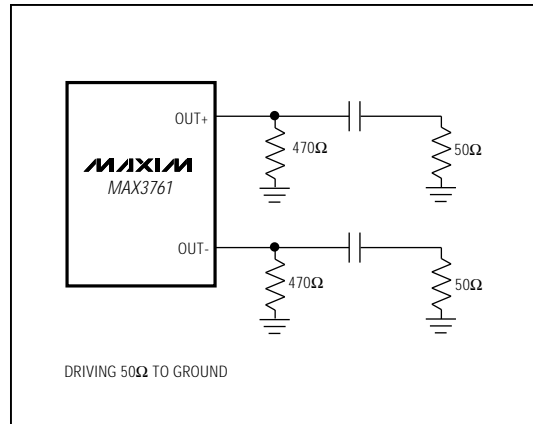 OUT+
470Ω
50Ω
MAXIM
MAX3761
OUT-
470Ω
50Ω
DRIVING 50Ω TO GROUND